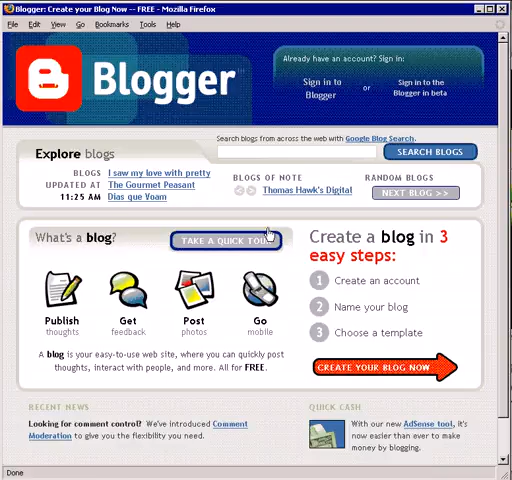 Blogger: Create your Blog Now -- FREE - Mozilla Firefox
File Edit View Go Bookmarks Tools Help
Blogger
Already have an account? Sign in:
Sign in to Blogger or Sign in to the Blogger in beta
Search blogs from across the web with Google Blog Search.
Explore blogs
SEARCH BLOGS
BLOGS UPDATED AT 11:25 AM
I saw my love with pretty
The Gourmet Peasant
Dias que Voam
BLOGS OF NOTE
Thomas Hawk's Digital
RANDOM BLOGS
NEXT BLOG >>
What's a blog?
TAKE A QUICK TOUR
Publish thoughts
Get feedback
Post photos
Go mobile
A blog is your easy-to-use web site, where you can quickly post
thoughts, interact with people, and more. All for FREE.
Create a blog in 3
easy steps:
1 Create an account
2 Name your blog
3 Choose a template
CREATE YOUR BLOG NOW
RECENT NEWS
Looking for comment control? We've introduced Comment
Moderation to give you the flexibility you need.
QUICK CASH
With our new AdSense tool, it's
now easier than ever to make
money by blogging.
Done